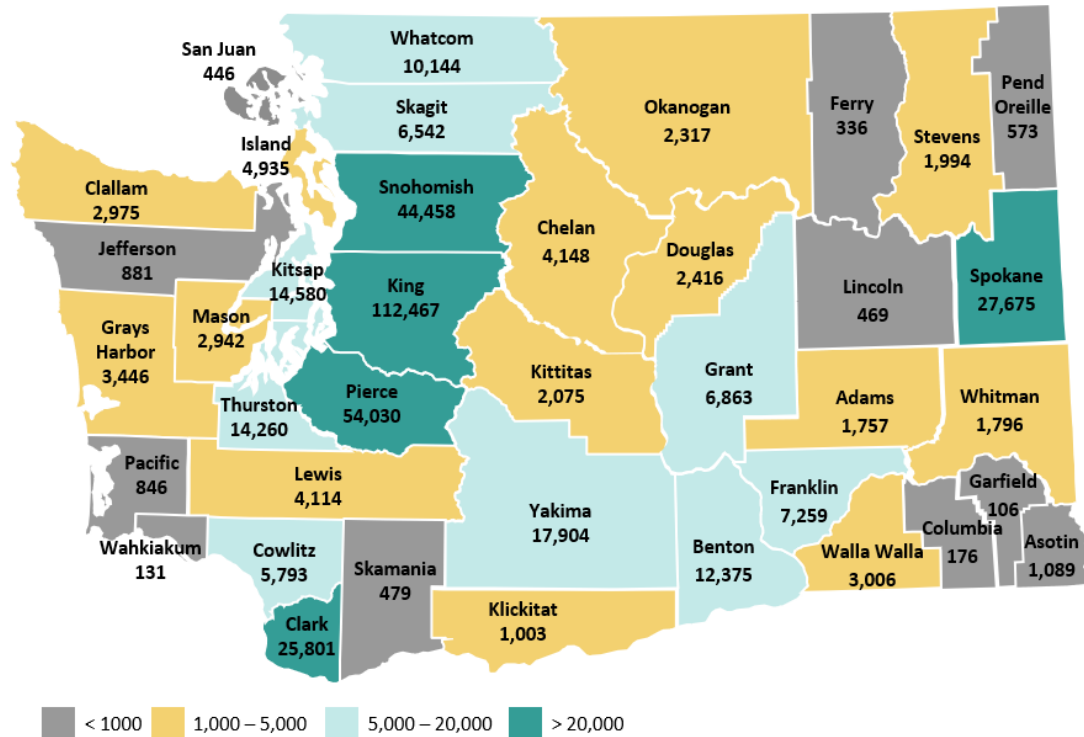 Whatcom
10,144
San Juan
446
Skagit
6,542
Island
4,935
Okanogan
2,317
Ferry
336
Stevens
1,994
Pend
Oreille
573
Clallam
2,975
Snohomish
44,458
Jefferson
881
Chelan
4,148
Douglas
2,416
Kitsap
14,580
King
112,467
Lincoln
469
Spokane
27,675
Mason
2,942
Grays
Harbor
3,446
Kittitas
2,075
Grant
6,863
Thurston
14,260
Pierce
54,030
Adams
1,757
Whitman
1,796
Pacific
846
Lewis
4,114
Yakima
17,904
Franklin
7,259
Garfield
106
Wahkiakum
131
Cowlitz
5,793
Skamania
479
Benton
12,375
Walla Walla
3,006
Columbia
176
Asotin
1,089
Clark
25,801
Klickitat
1,003
< 1000
1,000 – 5,000
5,000 – 20,000
> 20,000